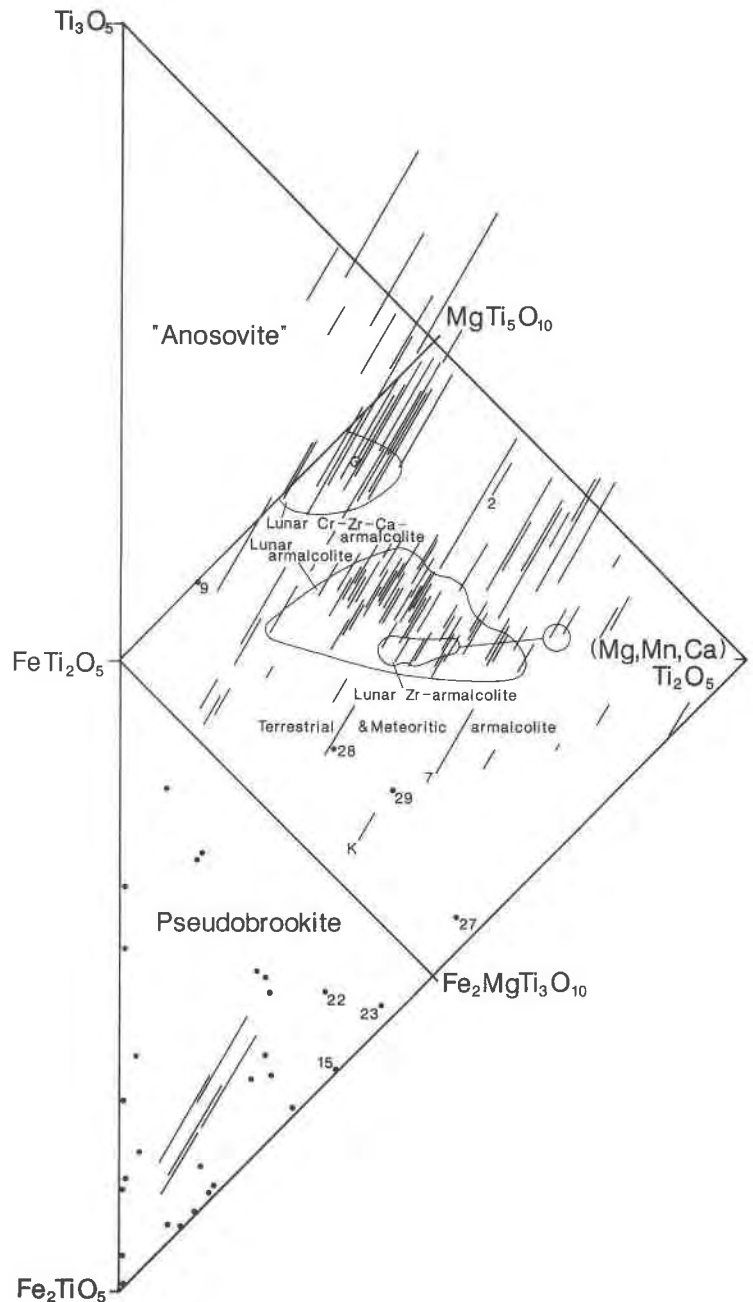 Ti₃O₅
MgTi₅O₁₀
"Anosovite"
G
2
Lunar Cr-Zr-Ca-
armalcolite
Lunar
armalcolite
9
FeTi₂O₅
(Mg,Mn,Ca)
Ti₂O₅
Lunar Zr-armalcolite
Terrestrial & Meteoritic armalcolite
28
7
29
K
Pseudobrookite
27
Fe₂MgTi₃O₁₀
22
23
15
Fe₂TiO₅